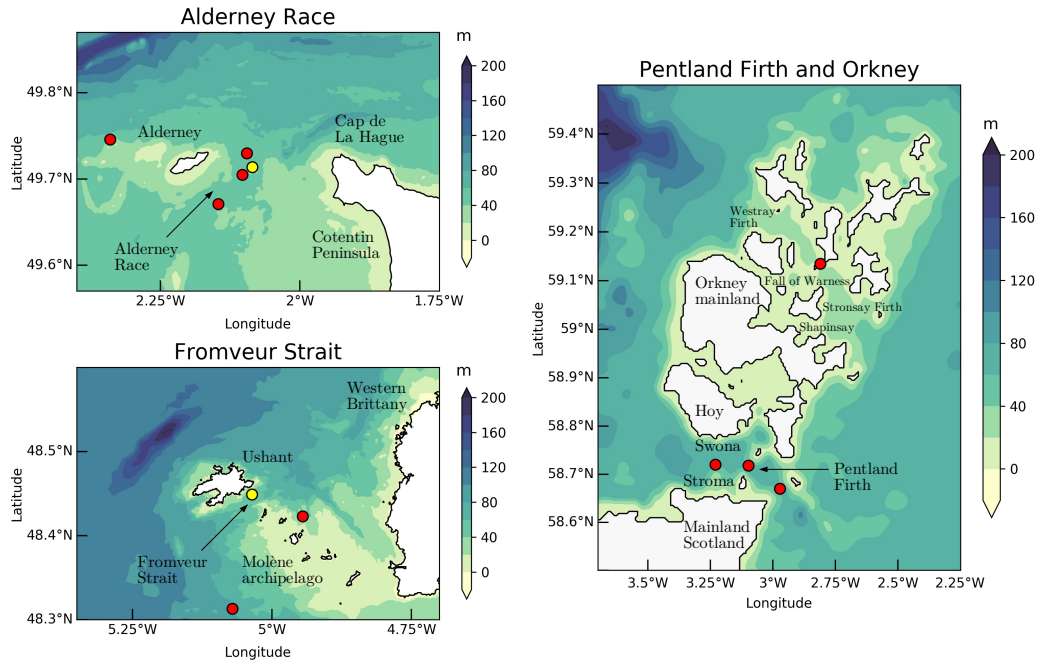 Alderney Race
m
200
160
120
80
40
0
49.8°N
49.7°N
49.6°N
Latitude
Alderney
Cap de
La Hague
Alderney
Race
Cotentin
Peninsula
2.25°W
2°W
1.75°W
Longitude
Fromveur Strait
m
200
160
120
80
40
0
48.5°N
48.4°N
48.3°N
Latitude
Western
Brittany
Ushant
Fromveur
Strait
Molène
archipelago
5.25°W
5°W
4.75°W
Longitude
Pentland Firth and Orkney
m
200
160
120
80
40
0
59.4°N
59.3°N
59.2°N
59.1°N
59°N
58.9°N
58.8°N
58.7°N
58.6°N
Latitude
Westray
Firth
Orkney
mainland
Fall of Warness
Stronsay Firth
Shapinsay
Hoy
Swona
Stroma
Pentland
Firth
Mainland
Scotland
3.5°W
3.25°W
3°W
2.75°W
2.5°W
2.25°W
Longitude